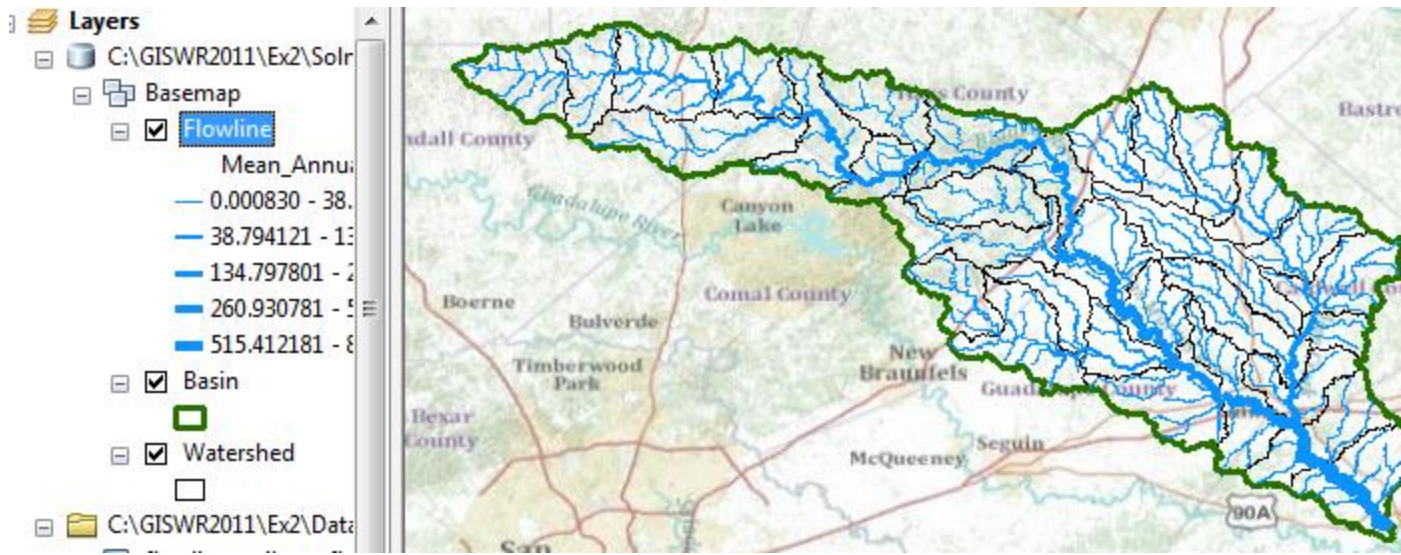 Layers
C:\GISWR2011\Ex2\Soln
Basemap
Flowline
Mean_Annua
0.000830 - 38.
38.794121 - 13
134.797801 - 2
260.930781 - 5
515.412181 - 8
Basin
Watershed
C:\GISWR2011\Ex2\Data
County
Bastro
ndall County
Guadalupe River
Canyon
Lake
Comal County
Boerne
Bulverde
New
Braunfels
Timberwood
Park
Guadalupe County
Bexar
County
Seguin
McQueeney
90A
San